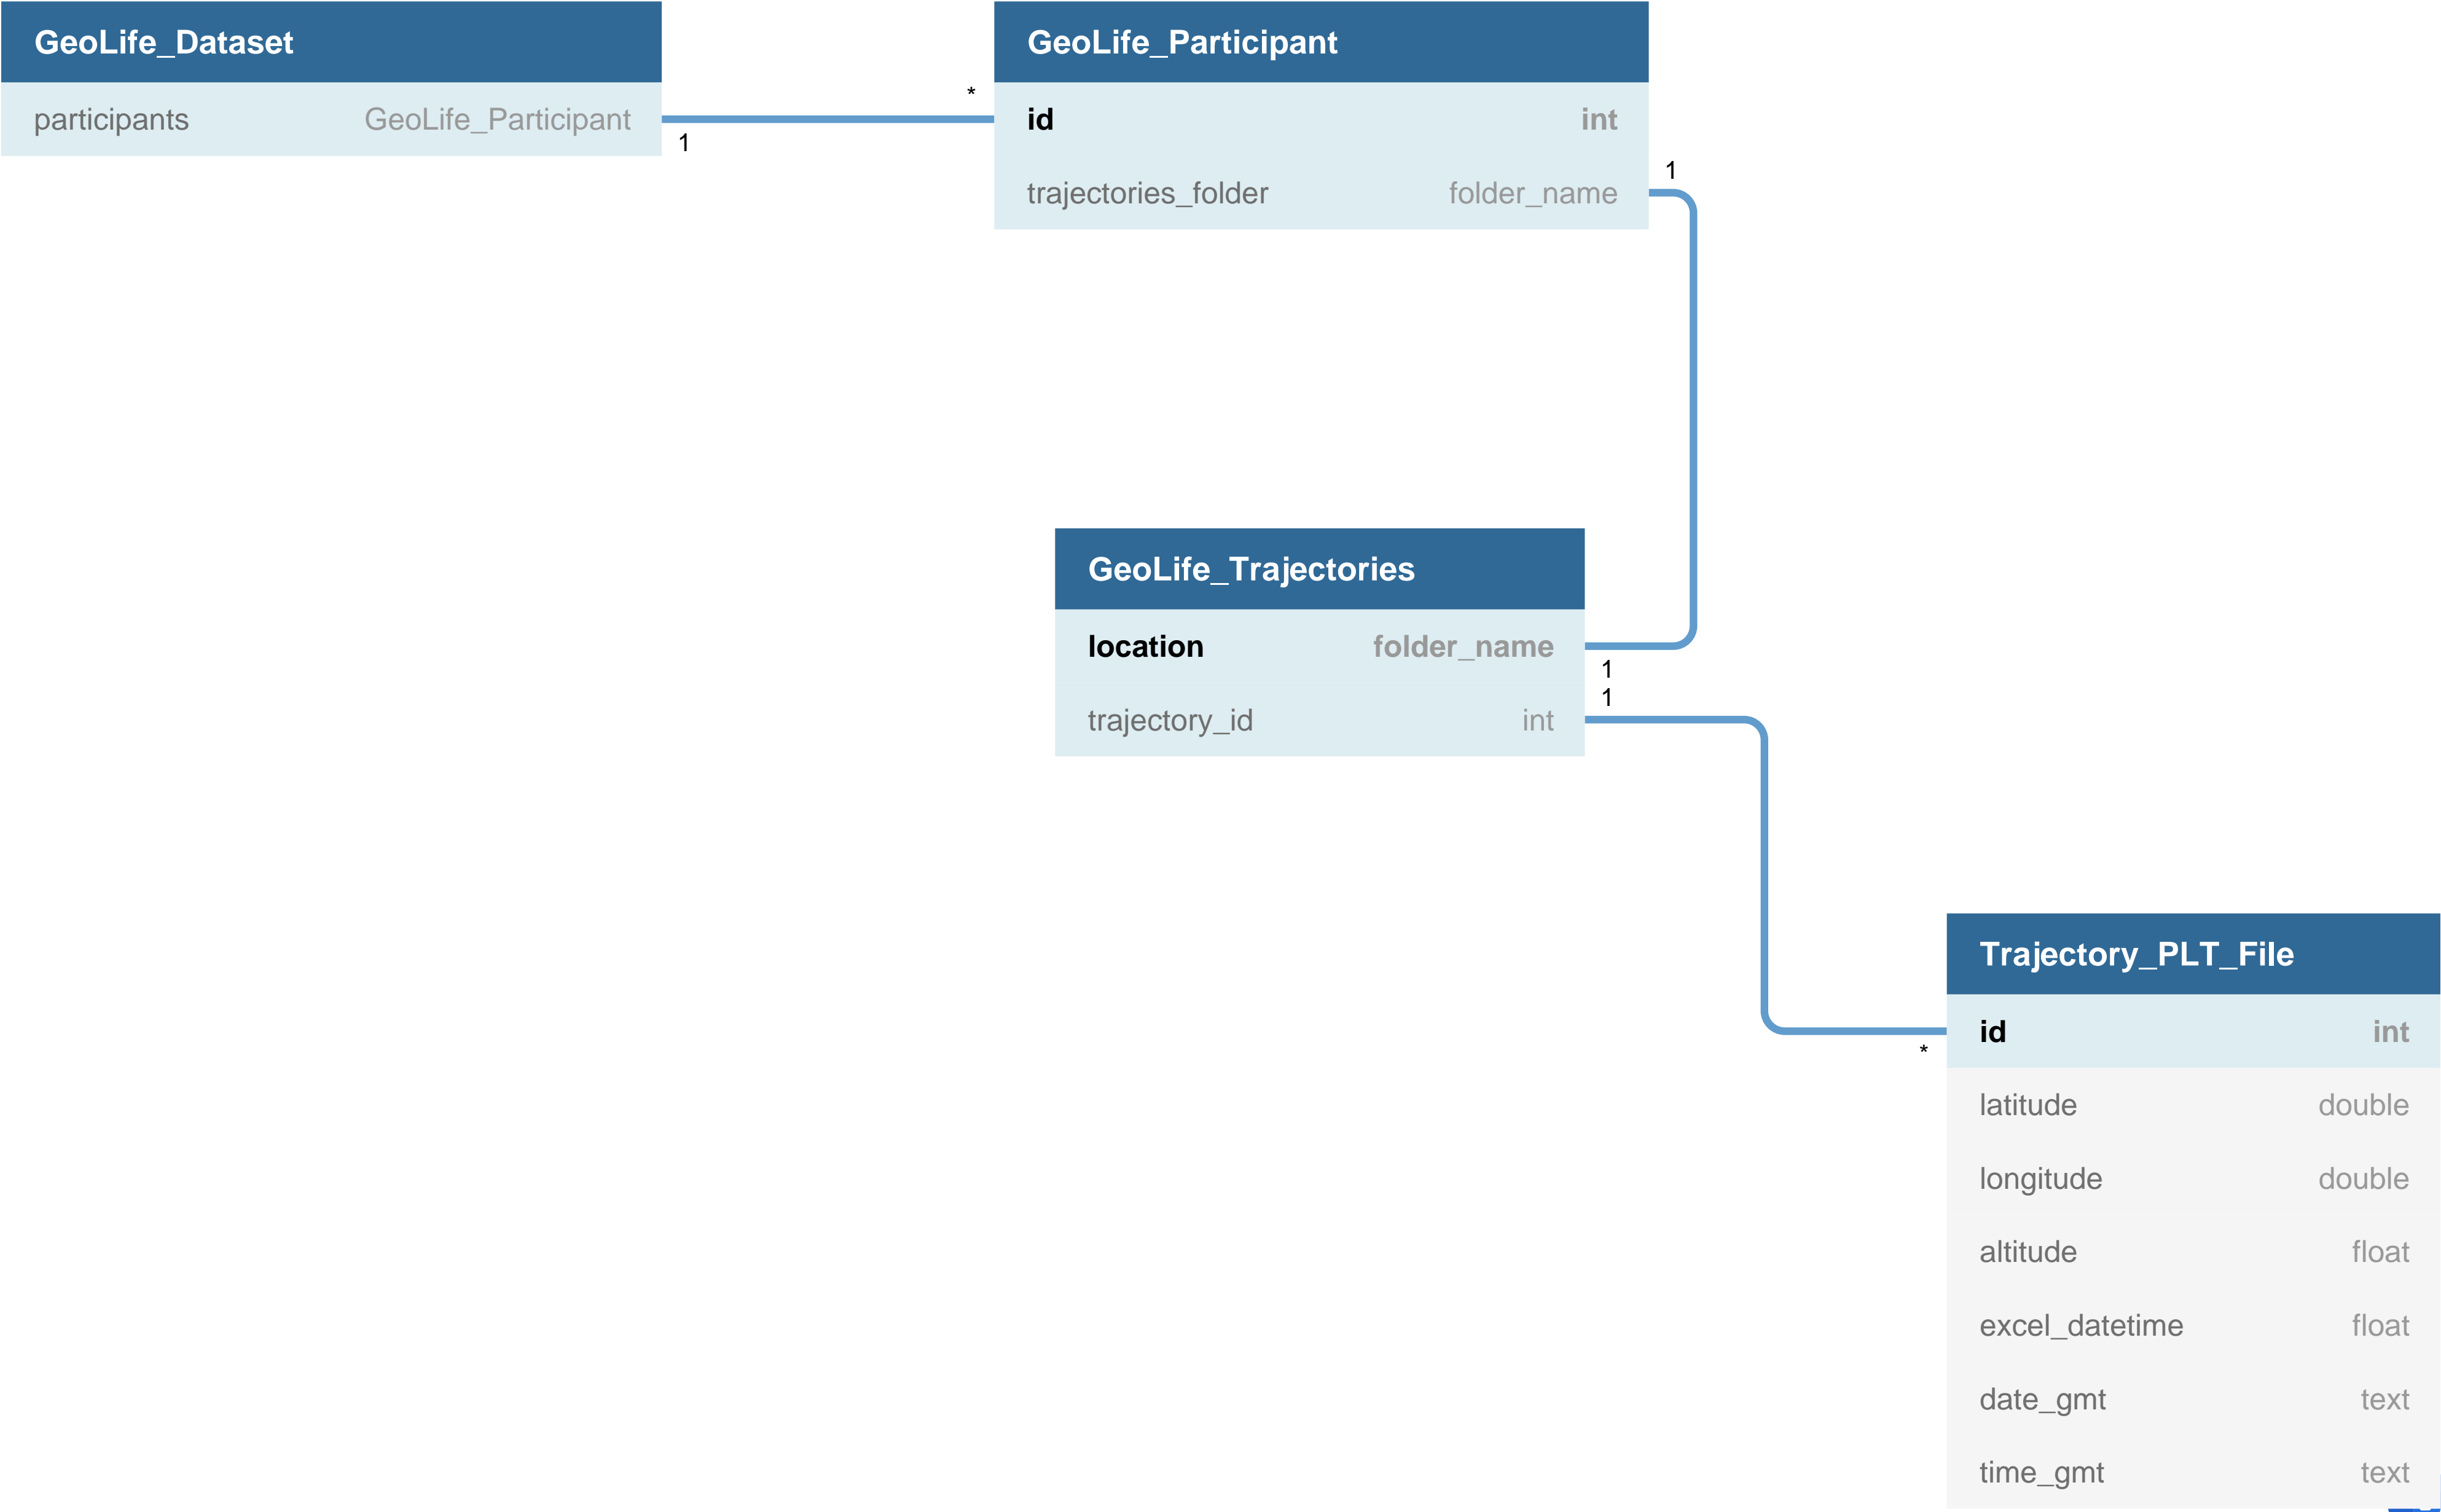 GeoLife_Dataset
participants GeoLife_Participant
1
*
GeoLife_Participant
id int
trajectories_folder folder_name
1
GeoLife_Trajectories
location folder_name
1
1
trajectory_id int
Trajectory_PLT_File
id int
*
latitude double
longitude double
altitude float
excel_datetime float
date_gmt text
time_gmt text